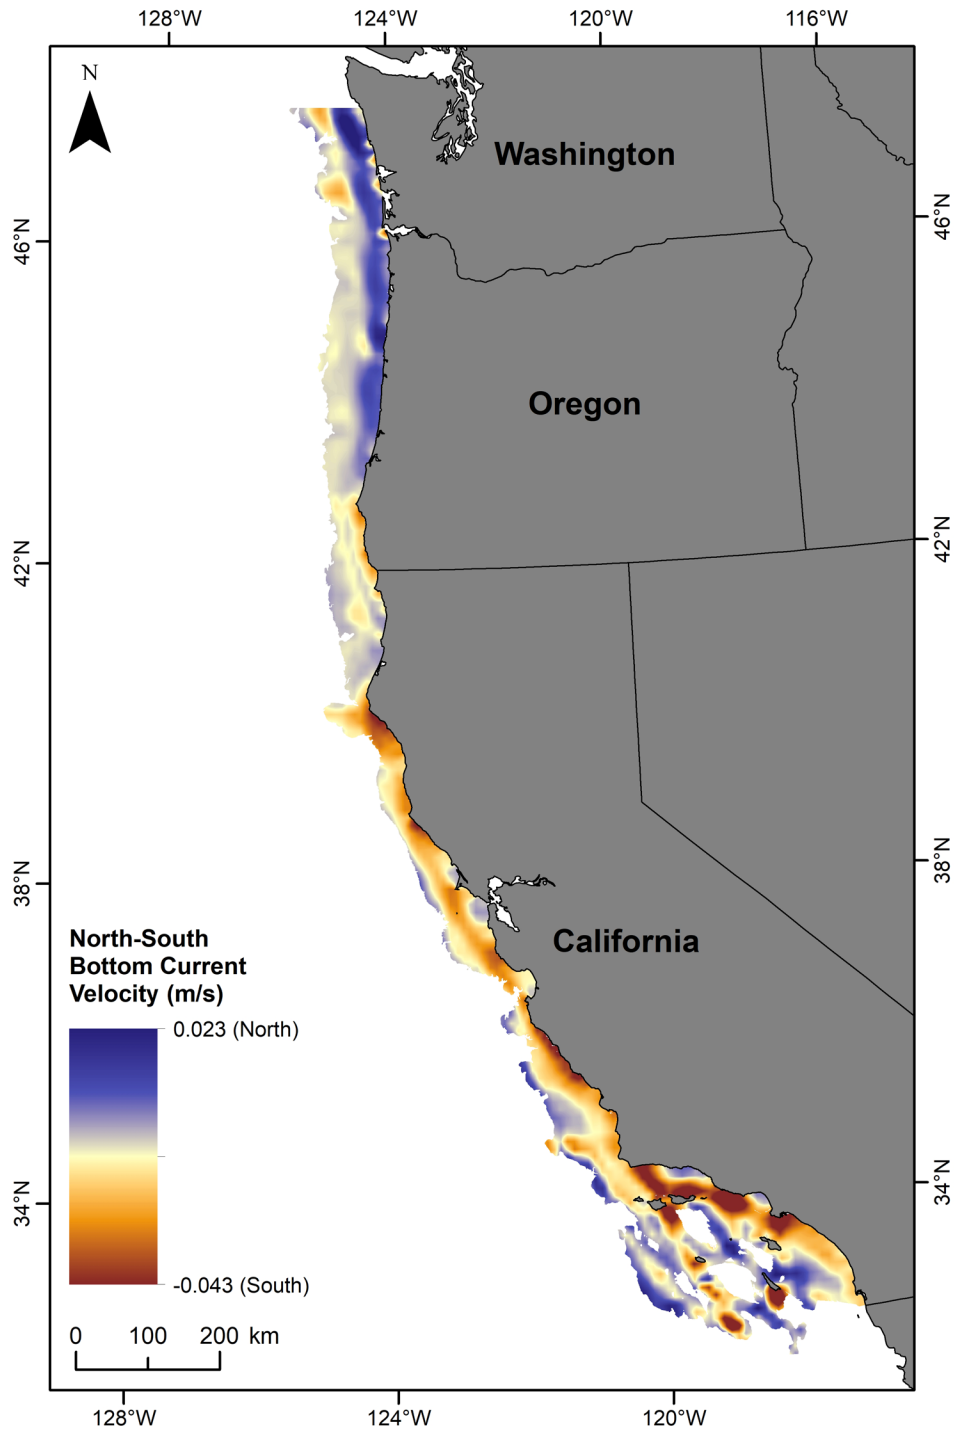 128°W 124°W 120°W 116°W
N
Washington
46°N
46°N
Oregon
42°N
42°N
38°N
38°N
California
North-South
Bottom Current
Velocity (m/s)
0.023 (North)
34°N
34°N
-0.043 (South)
0 100 200 km
128°W 124°W 120°W